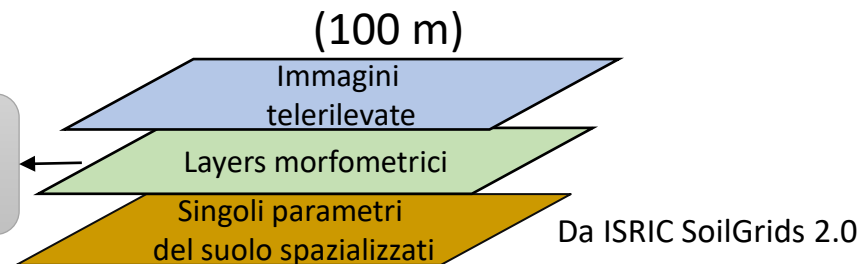 (100 m)
Immagini
telerilevate
Layers morfometrici
Singoli parametri
del suolo spazializzati
Da ISRIC SoilGrids 2.0